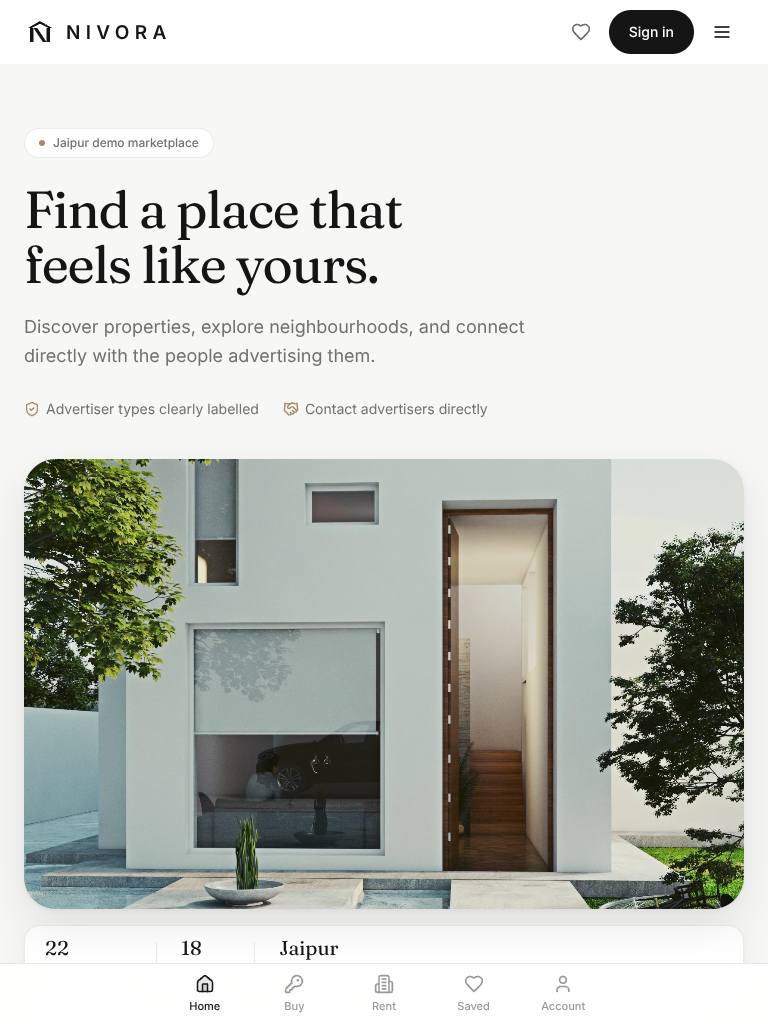 NIVORA
Sign in
Jaipur demo marketplace
Find a place that
feels like yours.
Discover properties, explore neighbourhoods, and connect
directly with the people advertising them.
Advertiser types clearly labelled
Contact advertisers directly
22
18
Jaipur
Home
Buy
Rent
Saved
Account